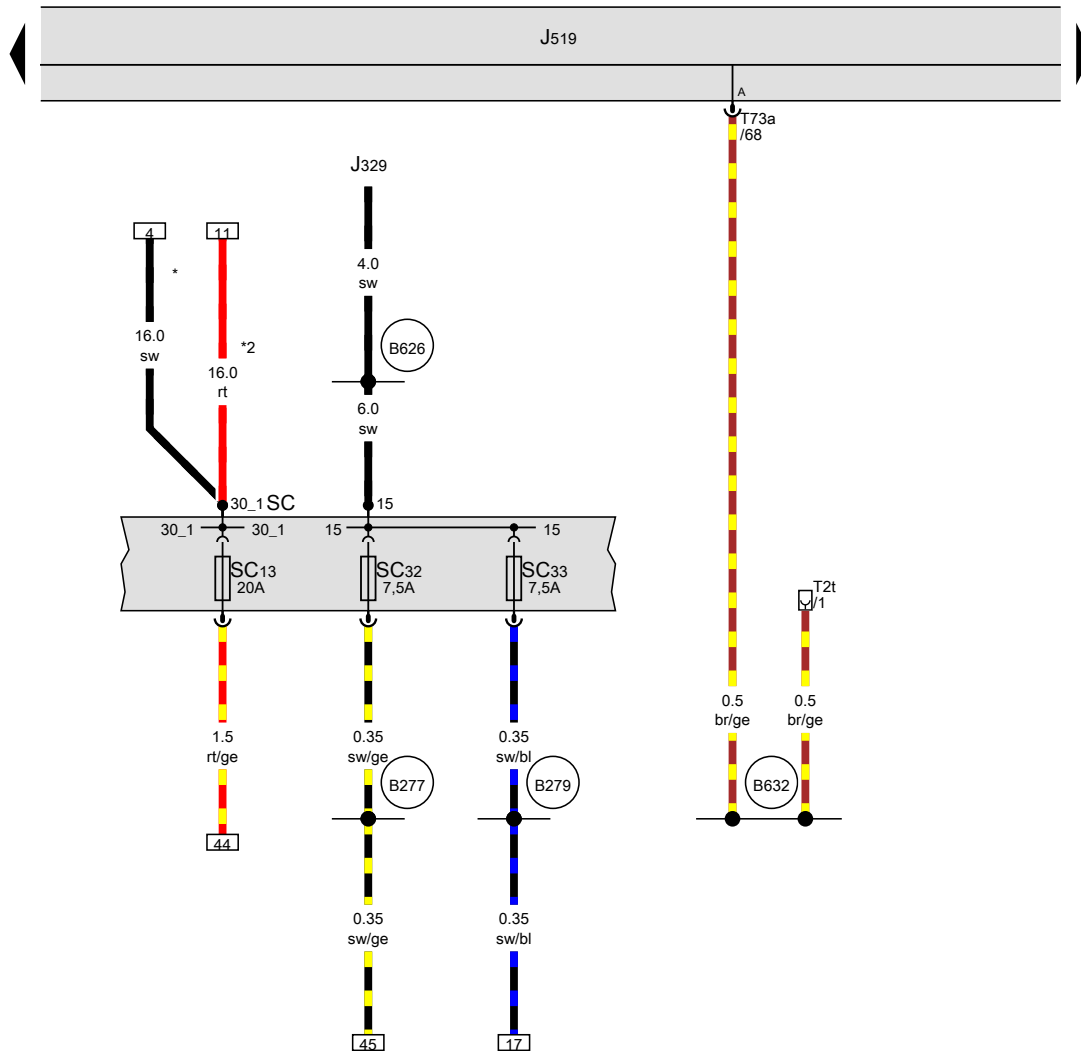 J519
A
T73a
/68
J329
4
11
*
4.0
sw
16.0
sw
*2
16.0
rt
B626
6.0
sw
30_1 SC
15
30_1
30_1
15
15
SC13
20A
SC32
7,5A
SC33
7,5A
T2t
/1
0.5
br/ge
0.5
br/ge
1.5
rt/ge
0.35
sw/ge
0.35
sw/bl
B277
B279
B632
44
0.35
sw/ge
0.35
sw/bl
45
17